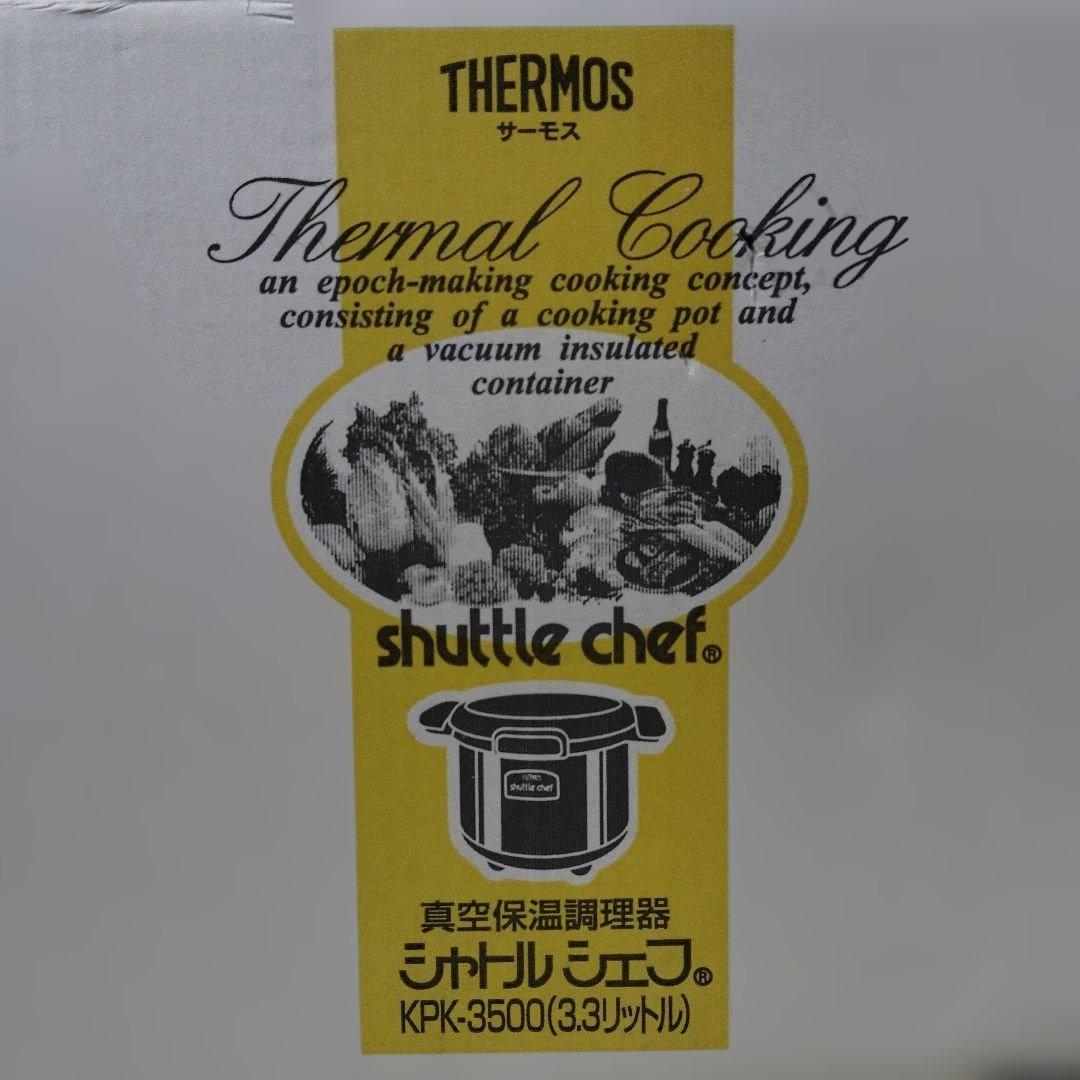 THERMOS
サーモス
Thermal Cooking
an epoch-making cooking concept,
consisting of a cooking pot and
a vacuum insulated
container
shuttle chef®
shuttle chef
真空保温調理器
シャトルシェフ®
KPK-3500(3.3リットル)